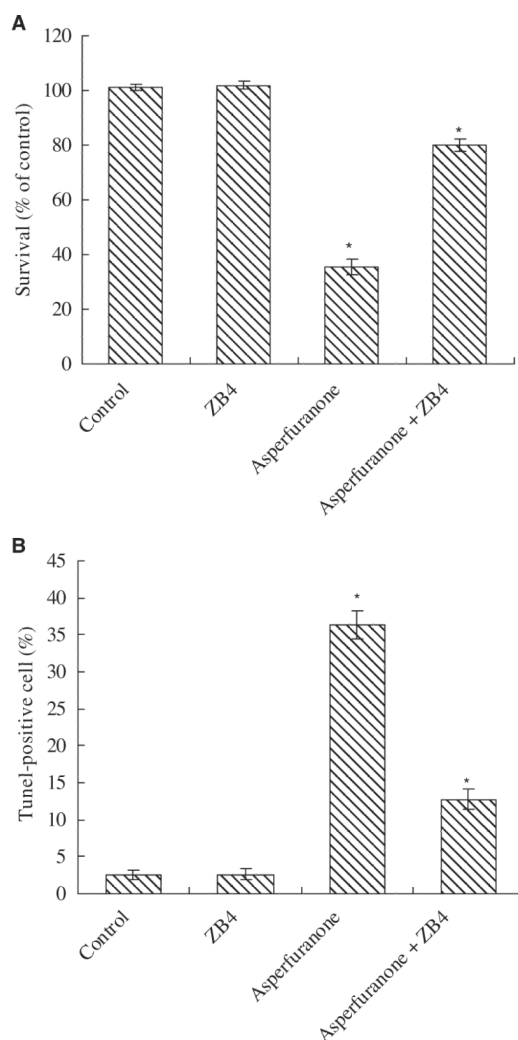 A
Survival (% of control)
120
100
80
60
40
20
0
*
*
Control
ZB4
Asperfuranone
Asperfuranone + ZB4
B
Tunel-positive cell (%)
45
40
35
30
25
20
15
10
5
0
*
*
Control
ZB4
Asperfuranone
Asperfuranone + ZB4